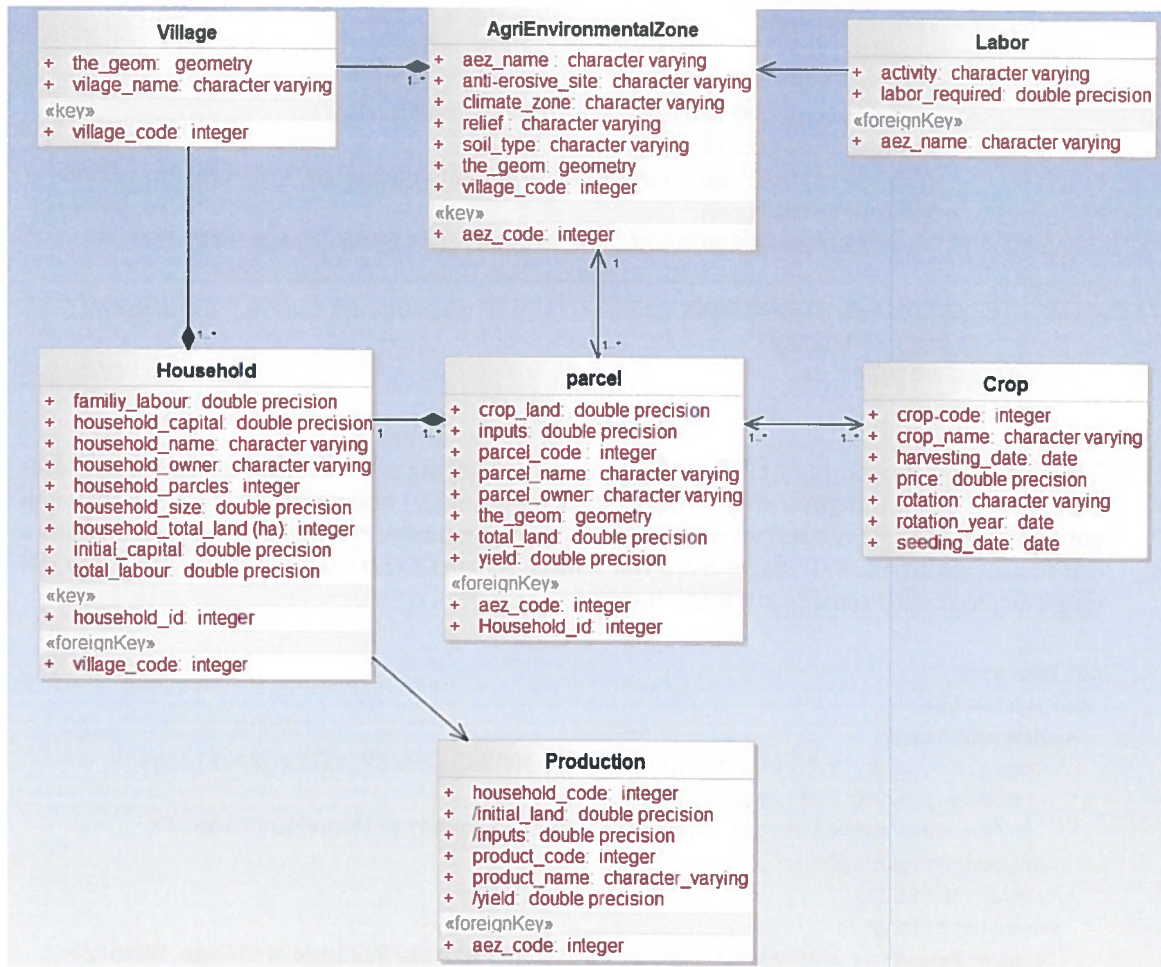 Village
+ the_geom: geometry
+ village_name: character varying
«key»
+ village_code: integer
AgriEnvironmentalZone
+ aez_name : character varying
+ anti-erosive_site: character varying
+ climate_zone: character varying
+ relief : character varying
+ soil_type: character varying
+ the_geom: geometry
+ village_code: integer
«key»
+ aez_code: integer
Labor
+ activity: character varying
+ labor_required: double precision
«foreignKey»
+ aez_name: character varying
1..*
1
1..*
1..*
Household
+ familiy_labour: double precision
+ household_capital: double precision
+ household_name: character varying
+ household_owner: character varying
+ household_parcles: integer
+ household_size: double precision
+ household_total_land (ha): integer
+ initial_capital: double precision
+ total_labour: double precision
«key»
+ household_id: integer
«foreignKey»
+ village_code: integer
1
1..*
parcel
+ crop_land: double precision
+ inputs: double precision
+ parcel_code: integer
+ parcel_name: character varying
+ parcel_owner: character varying
+ the_geom: geometry
+ total_land: double precision
+ yield: double precision
«foreignKey»
+ aez_code: integer
+ Household_id: integer
1..*
1..*
Crop
+ crop-code: integer
+ crop_name: character varying
+ harvesting_date: date
+ price: double precision
+ rotation: character varying
+ rotation_year: date
+ seeding_date: date
Production
+ household_code: integer
+ /initial_land: double precision
+ /inputs: double precision
+ product_code: integer
+ product_name: character_varying
+ /yield: double precision
«foreignKey»
+ aez_code: integer